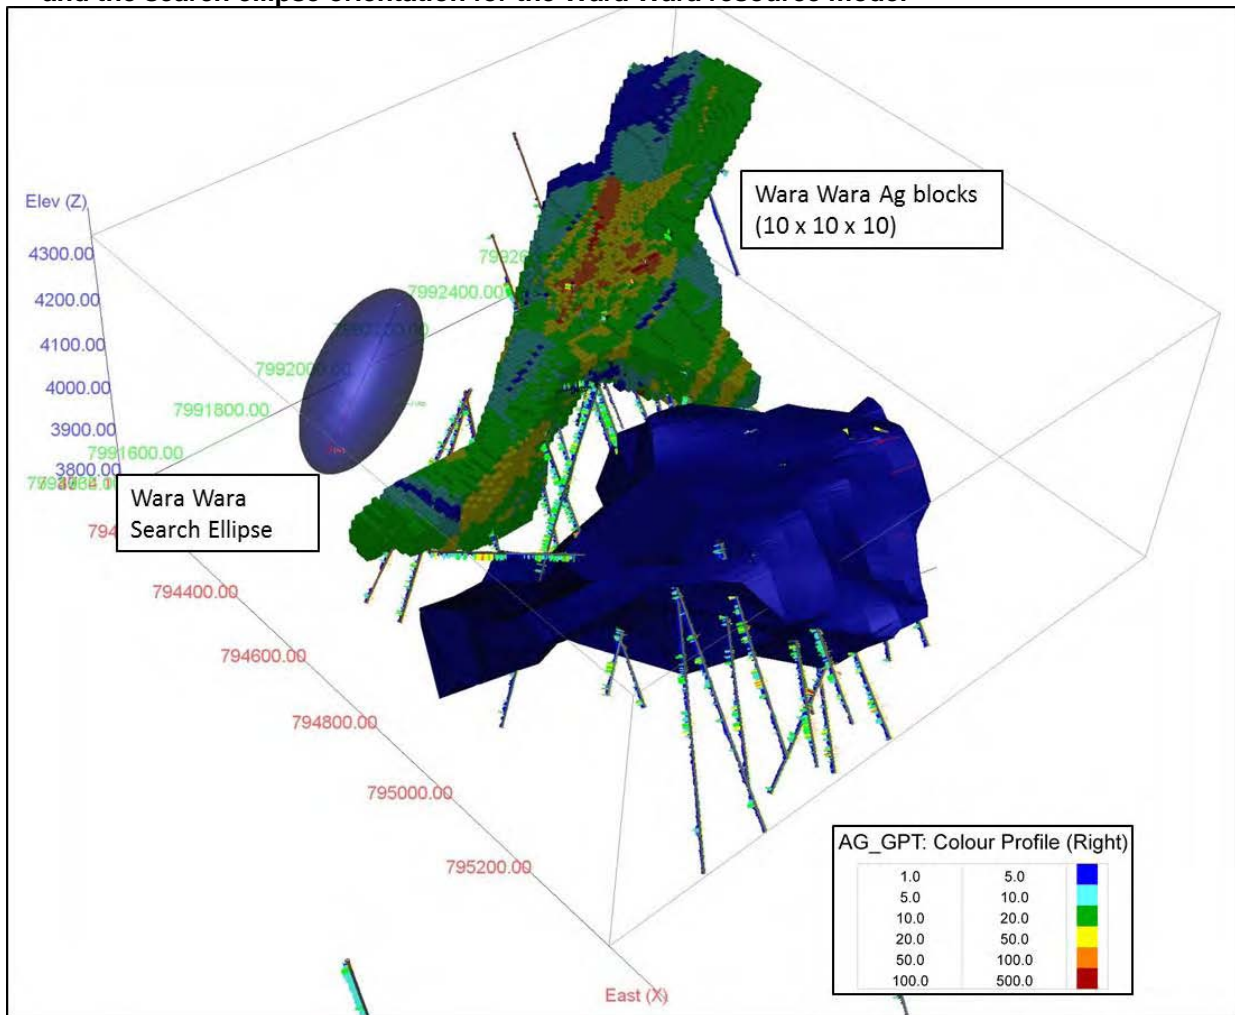 and the search ellipse orientation for the Wara Wara resource model
Elev (Z)
4300.00
4200.00
4100.00
4000.00
3900.00
3800.00
7992400.00
7992000.00
7991800.00
7991600.00
794400.00
794600.00
794800.00
795000.00
795200.00
East (X)
Wara Wara Ag blocks
(10 x 10 x 10)
Wara Wara
Search Ellipse
AG_GPT: Colour Profile (Right)
1.0 5.0
5.0 10.0
10.0 20.0
20.0 50.0
50.0 100.0
100.0 500.0